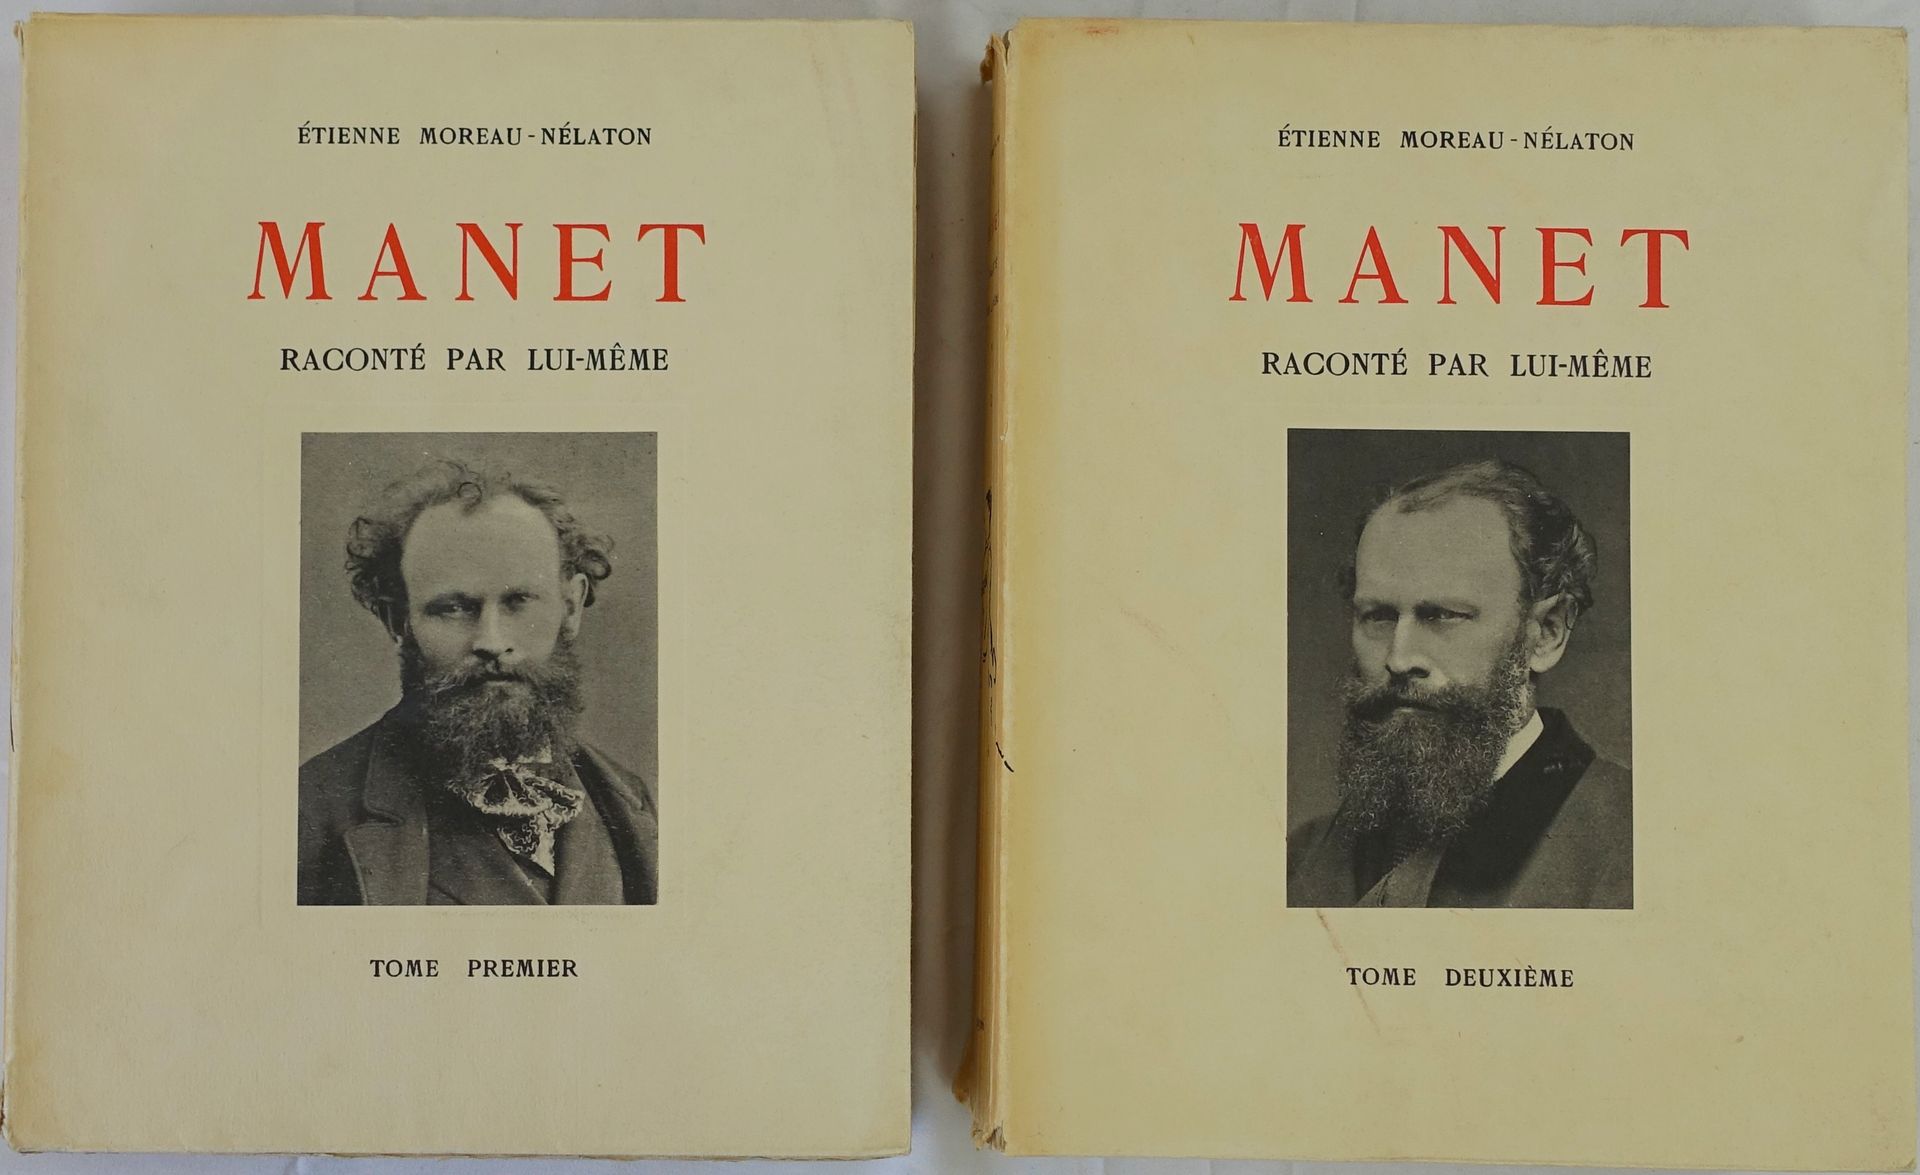 ÉTIENNE MOREAU-NÉLATON
MANET
RACONTÉ PAR LUI-MÊME
TOME PREMIER
ÉTIENNE MOREAU-NÉLATON
MANET
RACONTÉ PAR LUI-MÊME
TOME DEUXIÈME